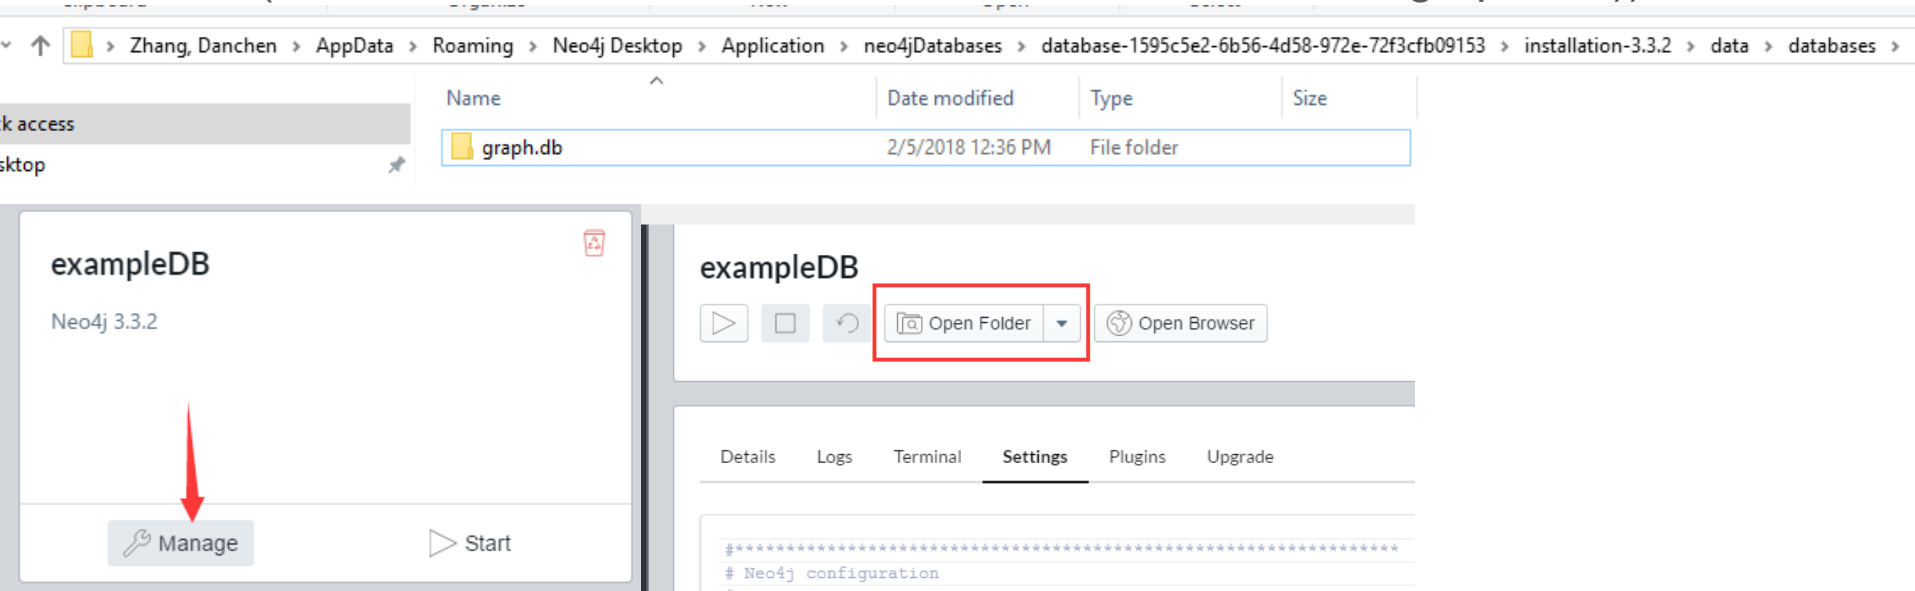 Zhang, Danchen > AppData > Roaming > Neo4j Desktop > Application > neo4jDatabases > database-1595c5e2-6b56-4d58-972e-72f3cfb09153 > installation-3.3.2 > data > databases >
Name Date modified Type Size
k access
graph.db 2/5/2018 12:36 PM File folder
sktop
exampleDB
Neo4j 3.3.2
Manage Start
exampleDB
Open Folder Open Browser
Details Logs Terminal Settings Plugins Upgrade
#****************************************************************
# Neo4j configuration